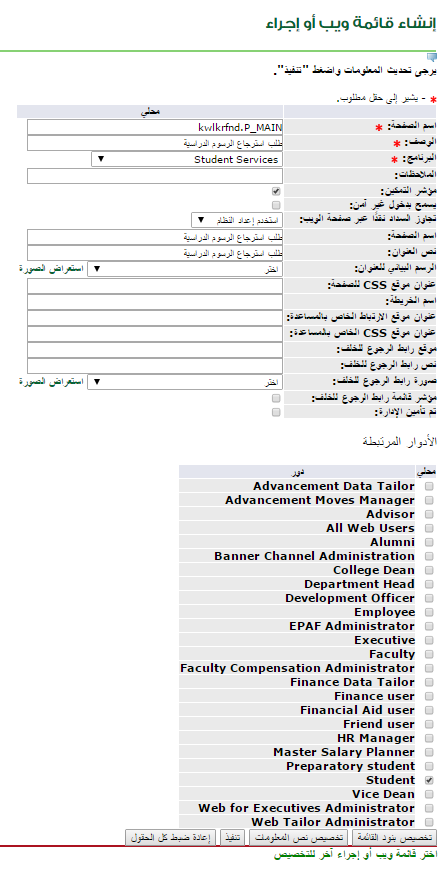 إنشاء قائمة ويب أو إجراء
يرجى تحديث المعلومات واضغط "تنفيذ".
* - يشير إلى حقل مطلوب.
محلي
اسم الصفحة: * kwlkrfnd.P_MAIN
الوصف: * طلب استرجاع الرسوم الدراسية
البرنامج: * Student Services
الملاحظات:
مؤشر التمكين:
يسمح بدخول غير آمن:
تجاوز السداد نقدًا عبر صفحة الويب: استخدم إعداد النظام
اسم الصفحة: طلب استرجاع الرسوم الدراسية
نص العنوان: طلب استرجاع الرسوم الدراسية
الرسم البياني للعنوان: اختر استعراض الصورة
عنوان موقع CSS للصفحة:
اسم الخريطة:
عنوان موقع الارتباط الخاص بالمساعدة:
عنوان موقع CSS الخاص بالمساعدة:
موقع رابط الرجوع للخلف:
نص رابط الرجوع للخلف:
صورة رابط الرجوع للخلف: اختر استعراض الصورة
مؤشر قائمة رابط الرجوع للخلف:
تم تأمين الإدارة:
الأدوار المرتبطة
محلي دور
Advancement Data Tailor
Advancement Moves Manager
Advisor
All Web Users
Alumni
Banner Channel Administration
College Dean
Department Head
Development Officer
Employee
EPAF Administrator
Executive
Faculty
Faculty Compensation Administrator
Finance Data Tailor
Finance user
Financial Aid user
Friend user
HR Manager
Master Salary Planner
Preparatory student
Student
Vice Dean
Web for Executives Administrator
Web Tailor Administrator
تخصيص بنود القائمة تخصيص نص المعلومات تنفيذ إعادة ضبط كل الحقول
اختر قائمة ويب أو إجراء آخر للتخصيص